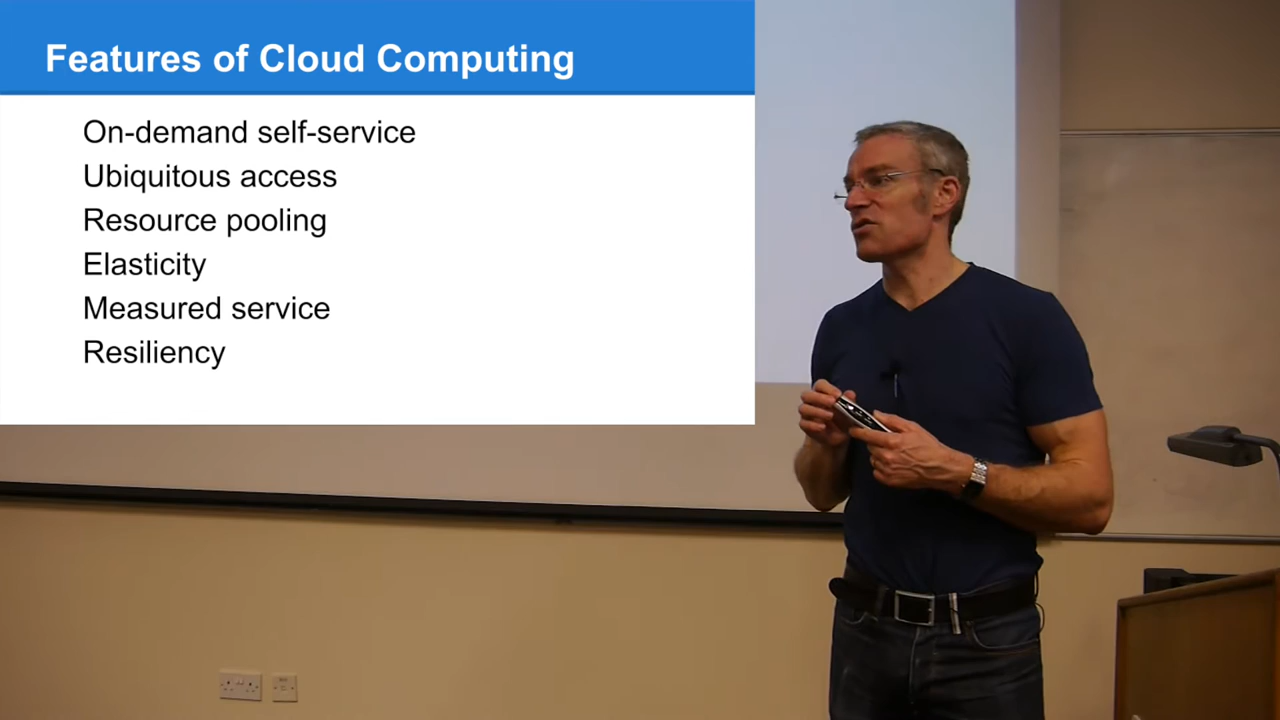 Features of Cloud Computing
On-demand self-service
Ubiquitous access
Resource pooling
Elasticity
Measured service
Resiliency